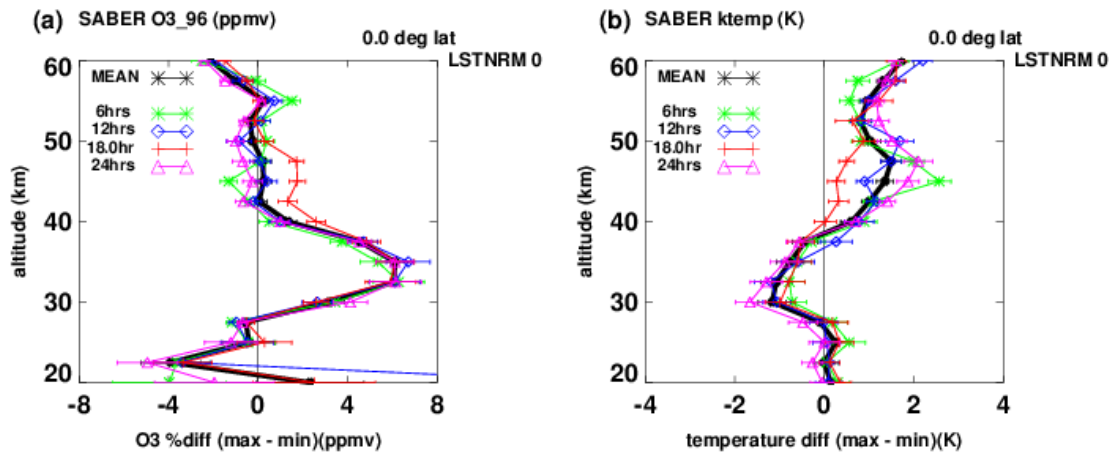 (a) SABER O3_96 (ppmv)
0.0 deg lat
LSTNRM 0
MEAN
6hrs
12hrs
18.0hr
24hrs
60
50
40
30
20
altitude (km)
-8 -4 0 4 8
O3 %diff (max - min)(ppmv)
(b) SABER ktemp (K)
0.0 deg lat
LSTNRM 0
MEAN
6hrs
12hrs
18.0hr
24hrs
60
50
40
30
20
altitude (km)
-4 -2 0 2 4
temperature diff (max - min)(K)